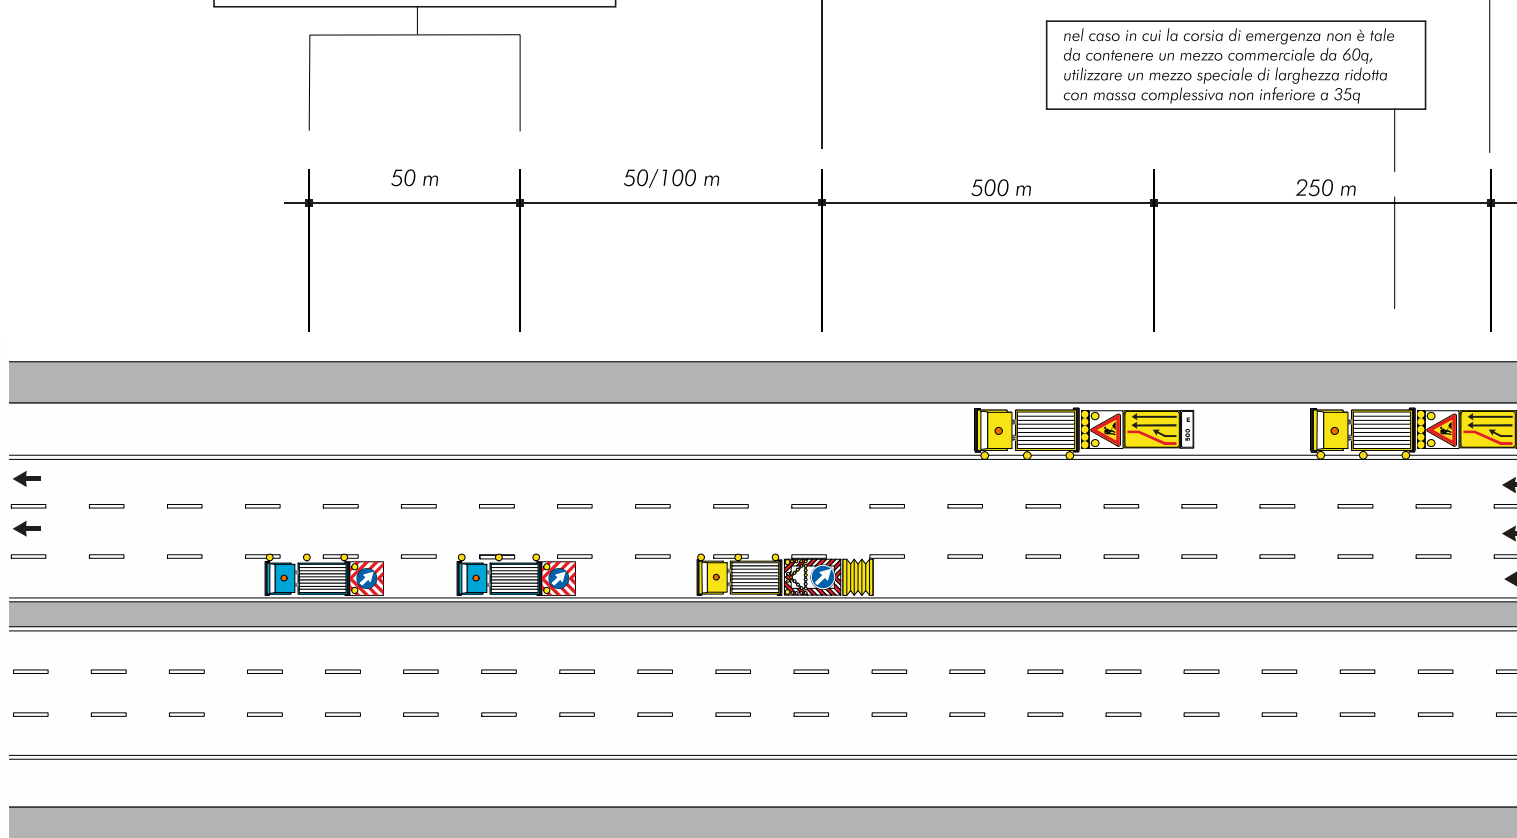 nel caso in cui la corsia di emergenza non è tale
da contenere un mezzo commerciale da 60q,
utilizzare un mezzo speciale di larghezza ridotta
con massa complessiva non inferiore a 35q
50 m
50/100 m
500 m
250 m
500 m